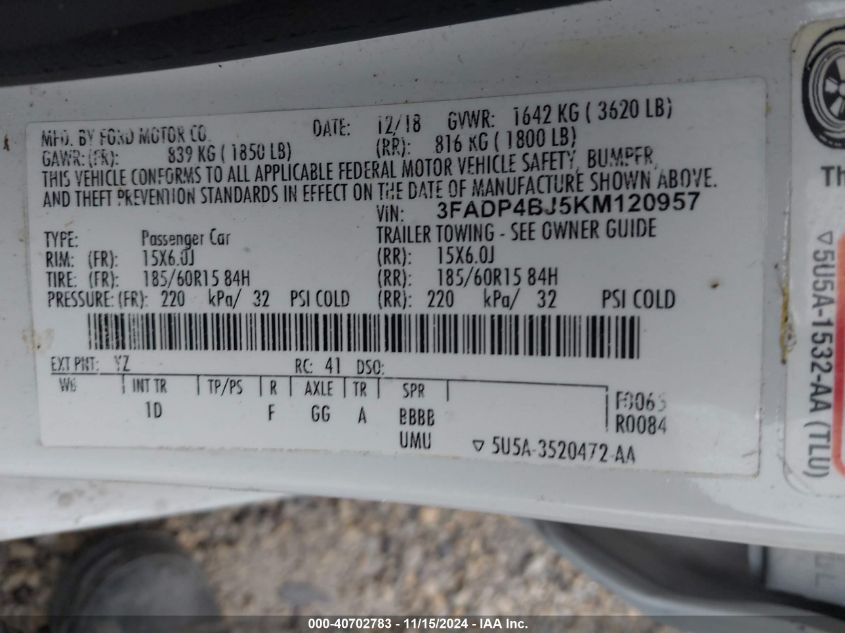 MFD. BY FORD MOTOR CO. DATE: 12/18 GVWR: 1642 KG ( 3620 LB)
GAWR: (FR): 839 KG ( 1850 LB) (RR): 816 KG ( 1800 LB)
THIS VEHICLE CONFORMS TO ALL APPLICABLE FEDERAL MOTOR VEHICLE SAFETY, BUMPER,
AND THEFT PREVENTION STANDARDS IN EFFECT ON THE DATE OF MANUFACTURE SHOWN ABOVE.
VIN: 3FADP4BJ5KM120957
TYPE: Passenger Car TRAILER TOWING - SEE OWNER GUIDE
RIM: (FR): 15X6.0J (RR): 15X6.0J
TIRE: (FR): 185/60R15 84H (RR): 185/60R15 84H
PRESSURE: (FR): 220 kPa/ 32 PSI COLD (RR): 220 kPa/ 32 PSI COLD
EXT PNT: YZ RC: 41 DSO:
WB INT TR TP/PS R AXLE TR SPR
1D F GG A BBBB F0065
UMU R0084
▽ 5U5A-3520472-AA
Th
▽ 5U5A-1532-AA (TLU)
000-40702783 - 11/15/2024 - IAA Inc.